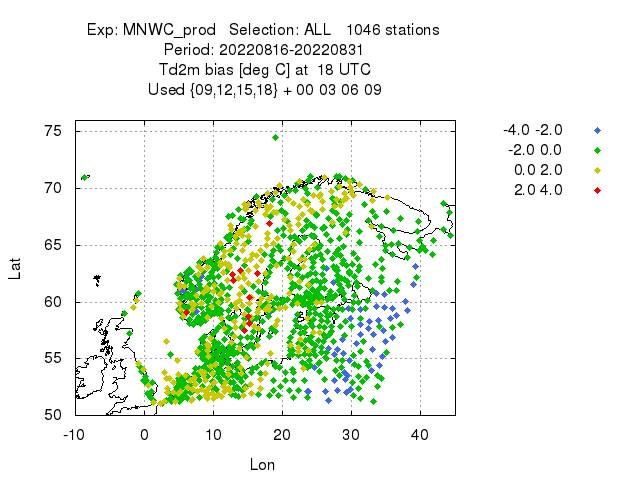 Exp: MNWC_prod Selection: ALL 1046 stations
Period: 20220816-20220831
Td2m bias [deg C] at 18 UTC
Used {09,12,15,18} + 00 03 06 09
-4.0 -2.0
-2.0 0.0
0.0 2.0
2.0 4.0
75
70
65
60
55
50
Lat
-10 0 10 20 30 40
Lon